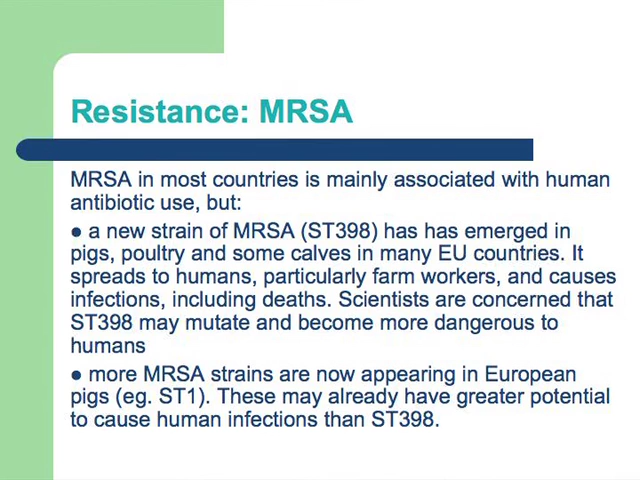 Resistance: MRSA
MRSA in most countries is mainly associated with human
antibiotic use, but:
● a new strain of MRSA (ST398) has has emerged in
pigs, poultry and some calves in many EU countries. It
spreads to humans, particularly farm workers, and causes
infections, including deaths. Scientists are concerned that
ST398 may mutate and become more dangerous to
humans
● more MRSA strains are now appearing in European
pigs (eg. ST1). These may already have greater potential
to cause human infections than ST398.